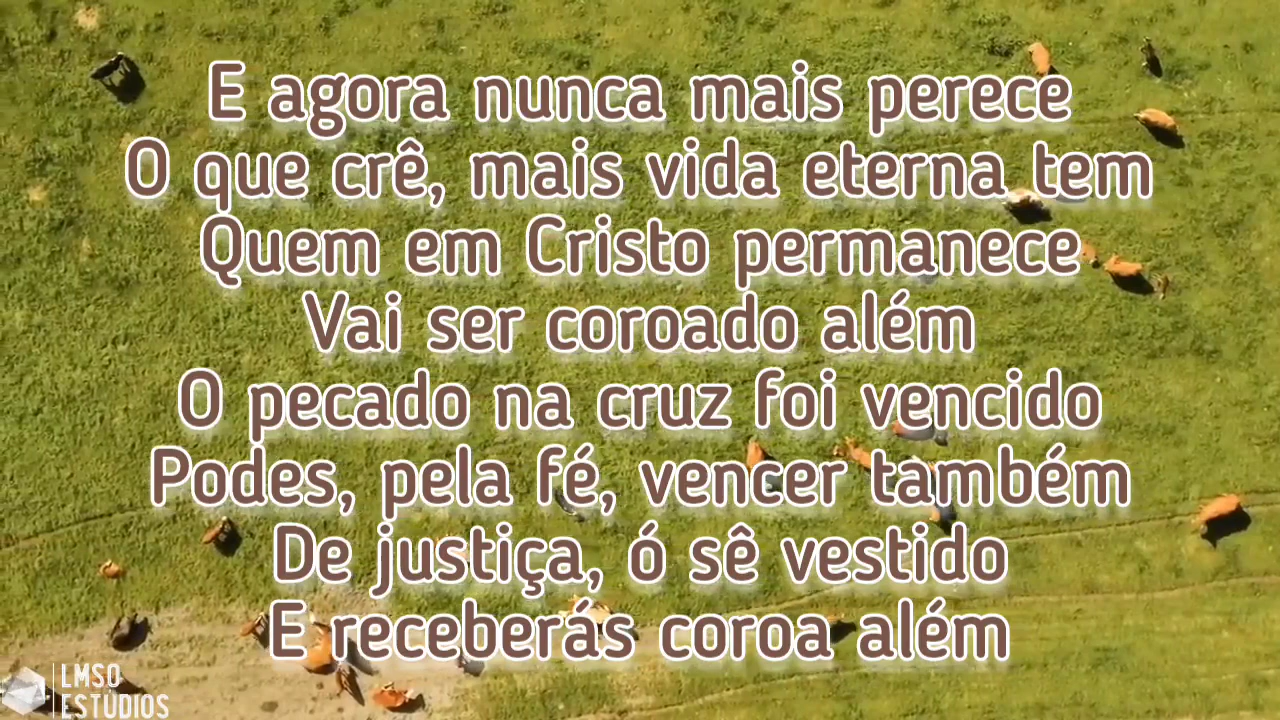 E agora nunca mais perece
O que crê, mais vida eterna tem
Quem em Cristo permanece
Vai ser coroado além
O pecado na cruz foi vencido
Podes, pela fé, vencer também
De justiça, ó sê vestido
E receberás coroa além
LMSO
ESTÚDIOS